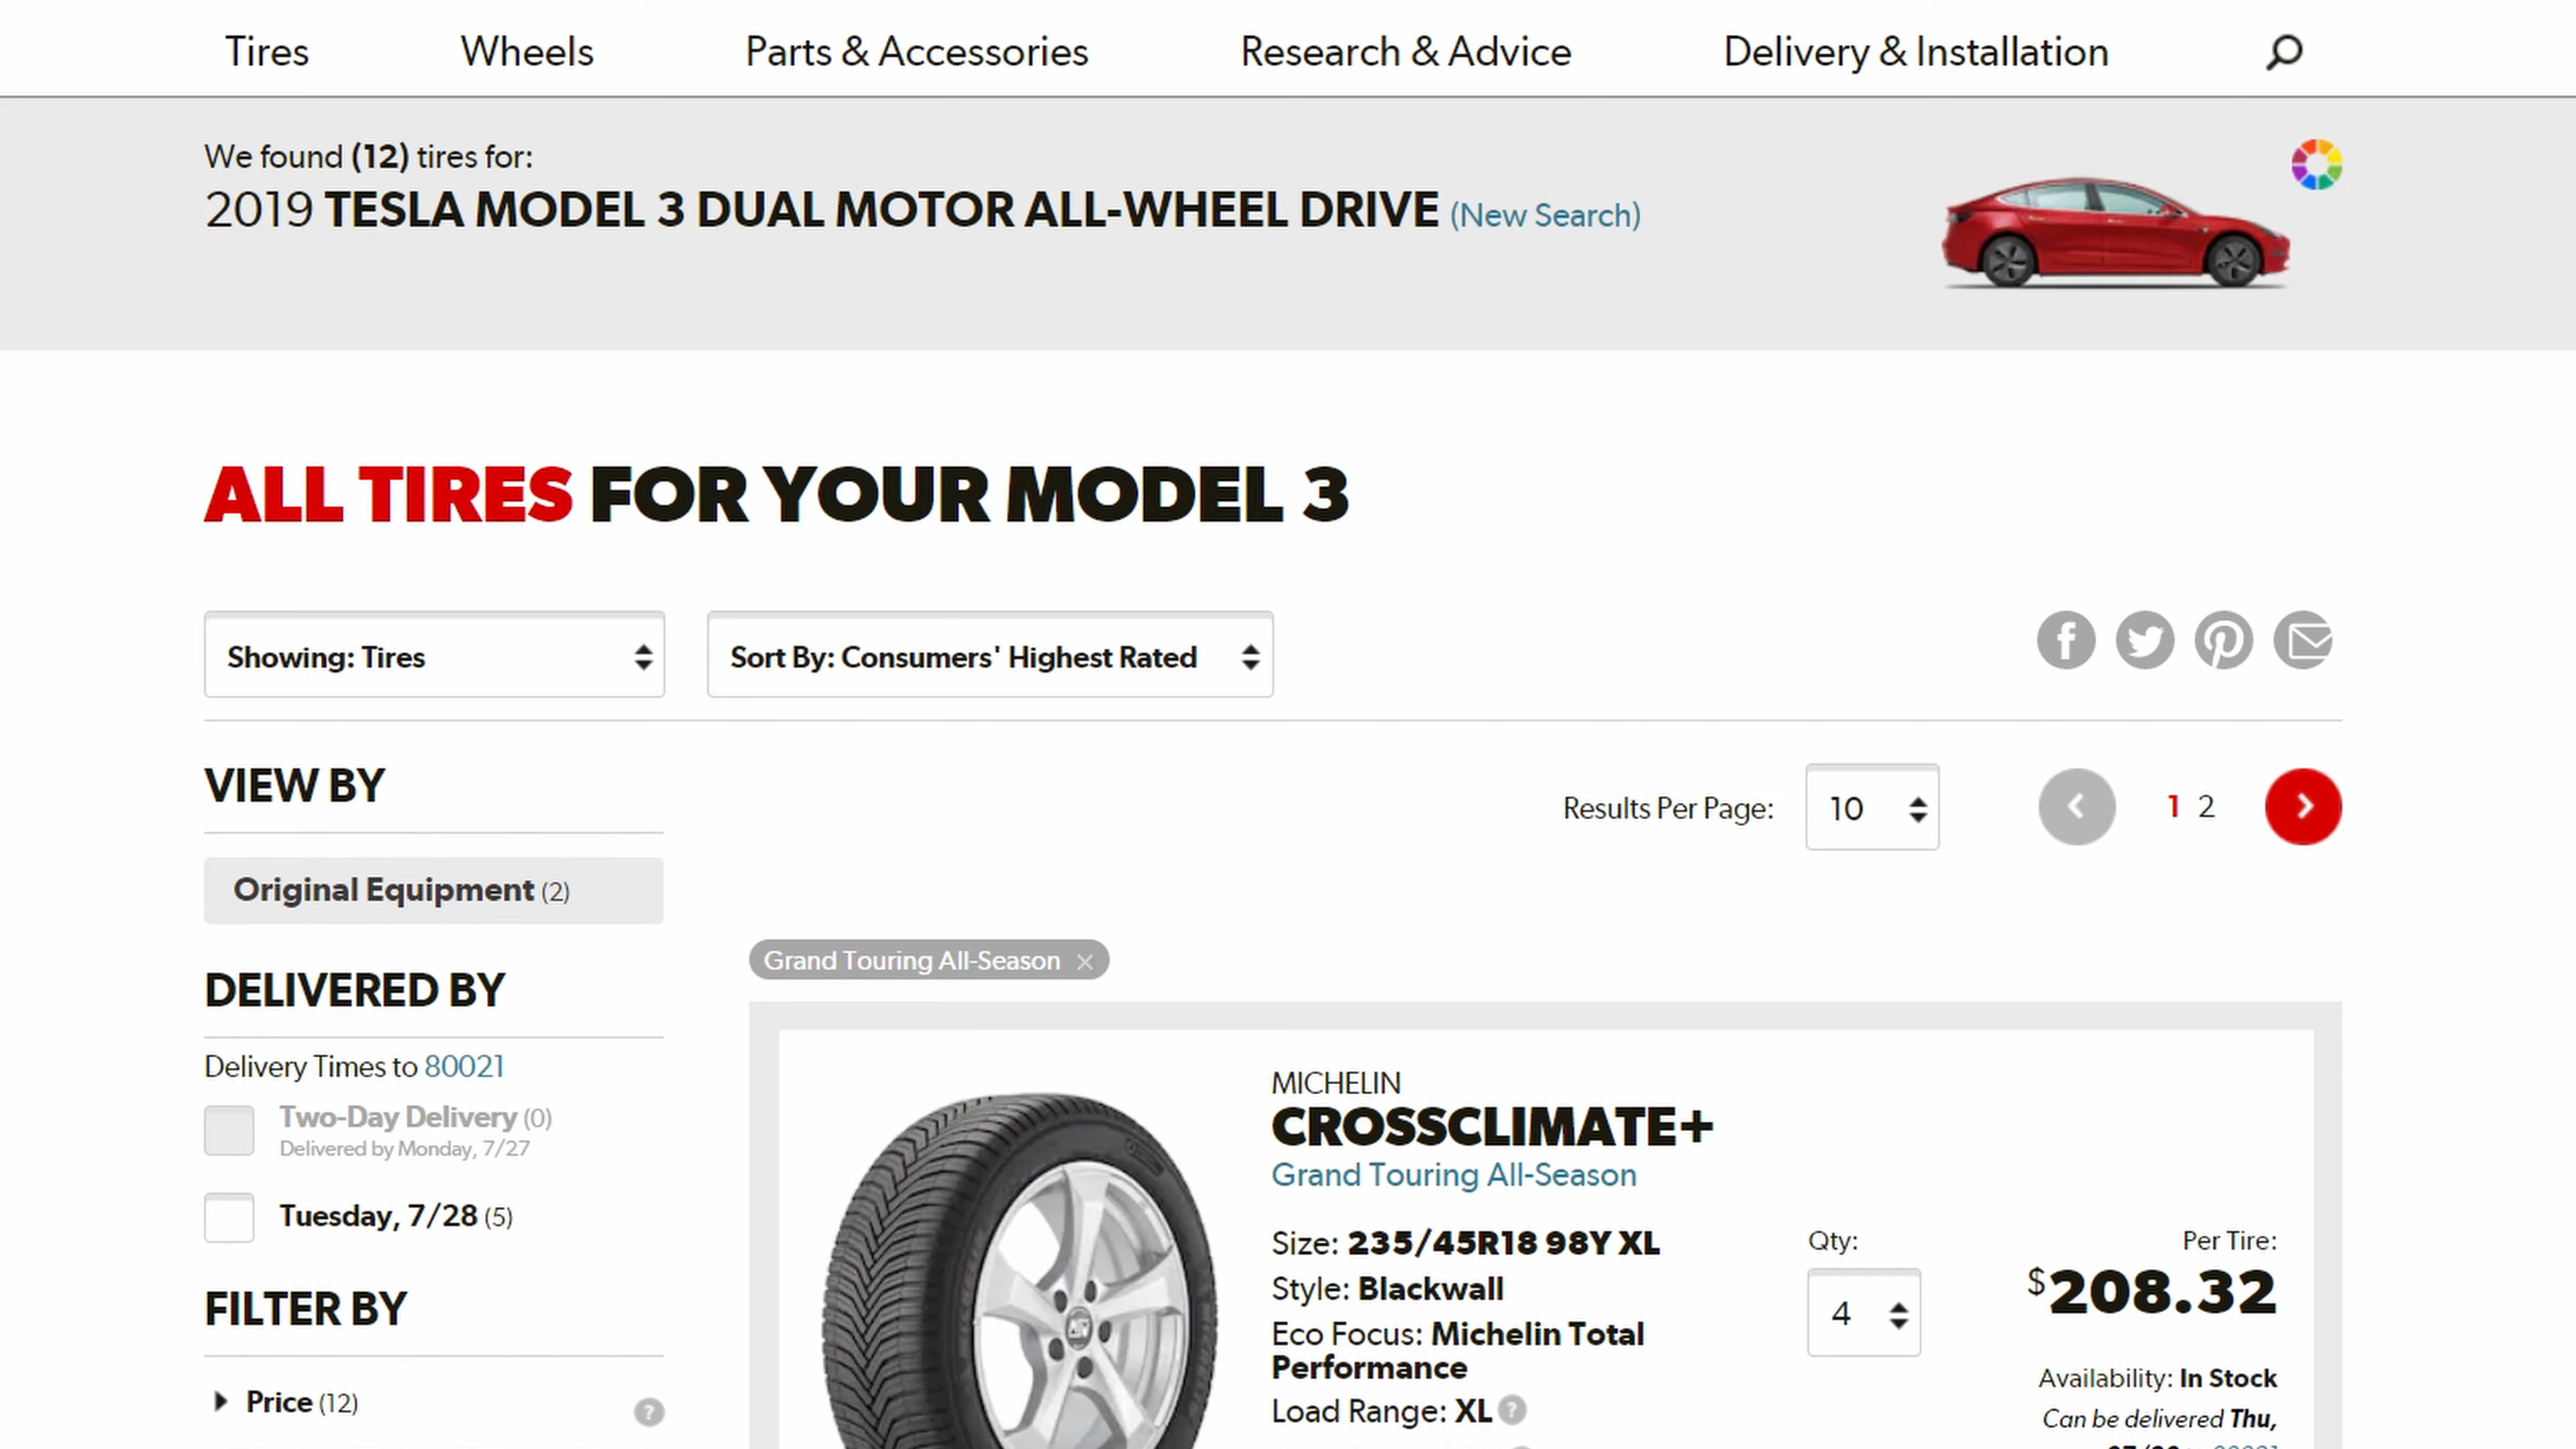 Tires Wheels Parts & Accessories Research & Advice Delivery & Installation
We found (12) tires for:
2019 TESLA MODEL 3 DUAL MOTOR ALL-WHEEL DRIVE (New Search)
ALL TIRES FOR YOUR MODEL 3
Showing: Tires
Sort By: Consumers' Highest Rated
VIEW BY
Results Per Page: 10
1 2
Original Equipment (2)
Grand Touring All-Season
DELIVERED BY
Delivery Times to 80021
Two-Day Delivery (0)
Delivered by Monday, 7/27
Tuesday, 7/28 (5)
FILTER BY
Price (12)
MICHELIN
CROSSCLIMATE+
Grand Touring All-Season
Size: 235/45R18 98Y XL
Style: Blackwall
Eco Focus: Michelin Total
Performance
Load Range: XL
Qty:
4
Per Tire:
$208.32
Availability: In Stock
Can be delivered Thu,